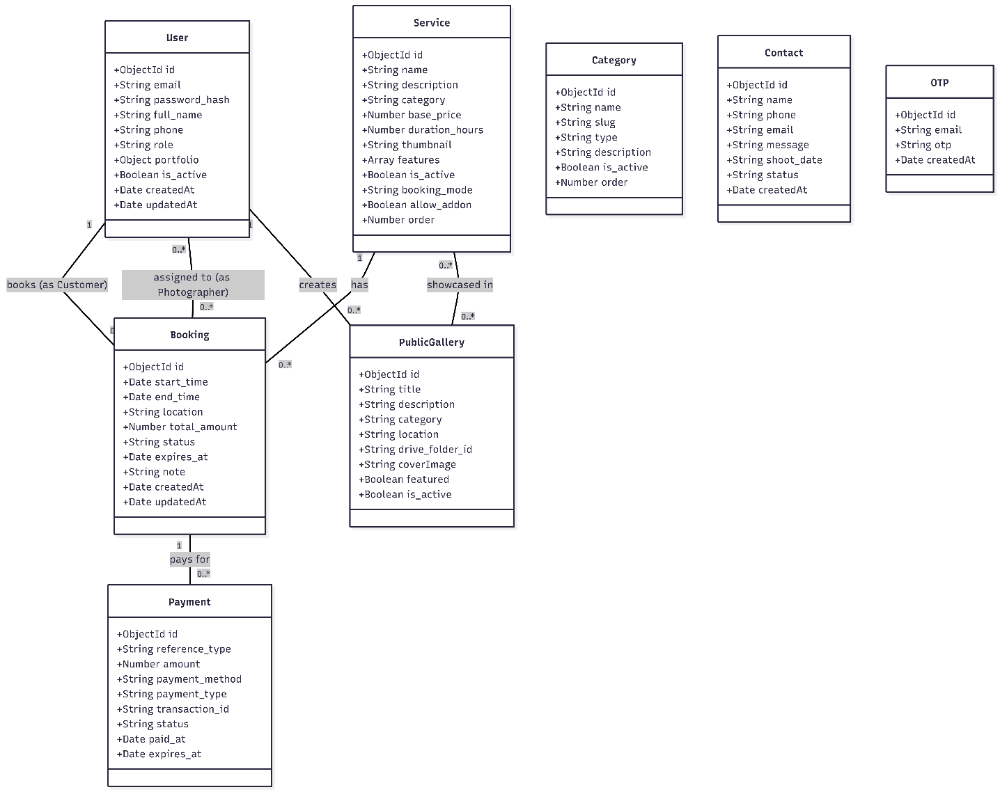 User
+ObjectId id
+String email
+String password_hash
+String full_name
+String phone
+String role
+Object portfolio
+Boolean is_active
+Date createdAt
+Date updatedAt
Service
+ObjectId id
+String name
+String description
+String category
+Number base_price
+Number duration_hours
+String thumbnail
+Array features
+Boolean is_active
+String booking_mode
+Boolean allow_addon
+Number order
Category
+ObjectId id
+String name
+String slug
+String type
+String description
+Boolean is_active
+Number order
Contact
+ObjectId id
+String name
+String phone
+String email
+String message
+String shoot_date
+String status
+Date createdAt
OTP
+ObjectId id
+String email
+String otp
+Date createdAt
1
0..*
1
0..*
books (as Customer)
assigned to (as
Photographer)
creates
has
showcased in
0..*
0..*
0..*
0..*
Booking
+ObjectId id
+Date start_time
+Date end_time
+String location
+Number total_amount
+String status
+Date expires_at
+String note
+Date createdAt
+Date updatedAt
PublicGallery
+ObjectId id
+String title
+String description
+String category
+String location
+String drive_folder_id
+String coverImage
+Boolean featured
+Boolean is_active
1
pays for
0..*
Payment
+ObjectId id
+String reference_type
+Number amount
+String payment_method
+String payment_type
+String transaction_id
+String status
+Date paid_at
+Date expires_at